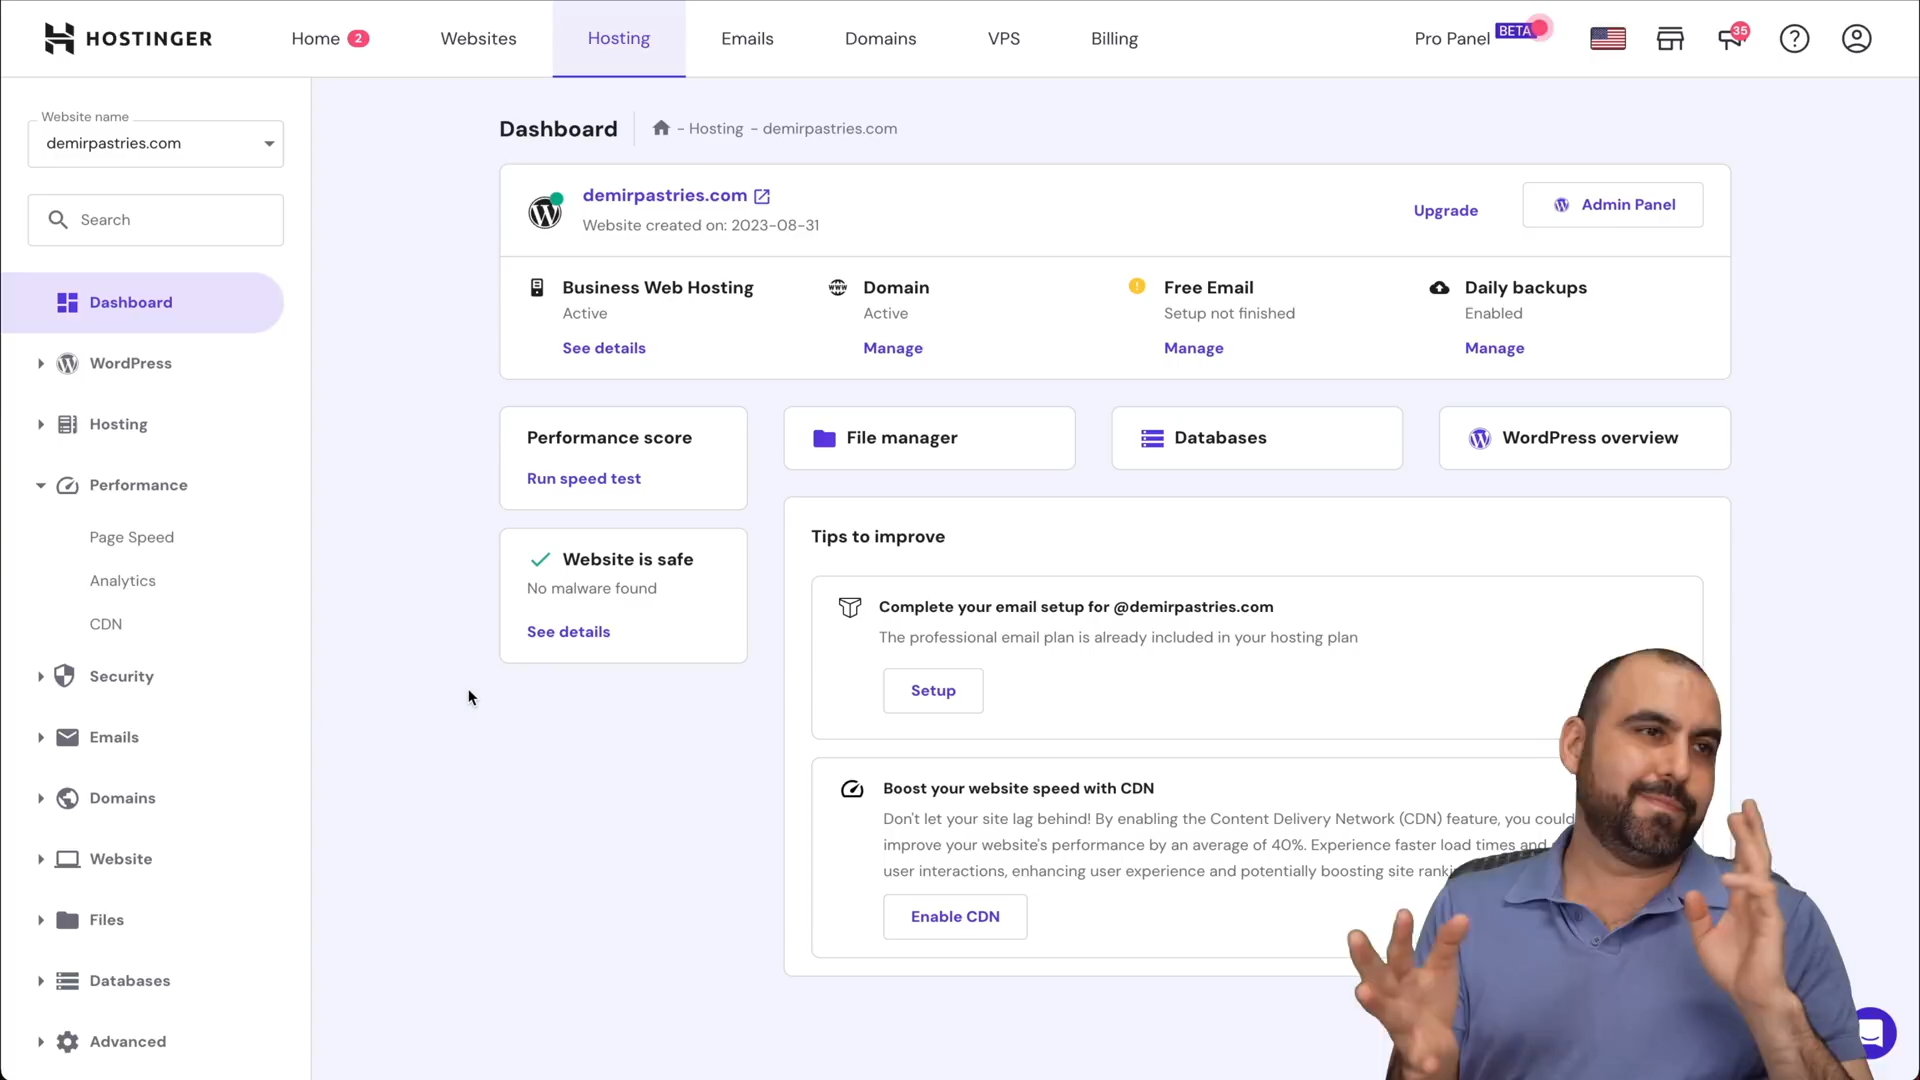 HOSTINGER
Home 2
Websites
Hosting
Emails
Domains
VPS
Billing
Pro Panel BETA
35
Website name
demirpastries.com
Search
Dashboard
WordPress
Hosting
Performance
Page Speed
Analytics
CDN
Security
Emails
Domains
Website
Files
Databases
Advanced
Dashboard
- Hosting - demirpastries.com
demirpastries.com
Website created on: 2023-08-31
Upgrade
Admin Panel
Business Web Hosting
Active
See details
Domain
Active
Manage
Free Email
Setup not finished
Manage
Daily backups
Enabled
Manage
Performance score
Run speed test
File manager
Databases
WordPress overview
Website is safe
No malware found
See details
Tips to improve
Complete your email setup for @demirpastries.com
The professional email plan is already included in your hosting plan
Setup
Boost your website speed with CDN
Don't let your site lag behind! By enabling the Content Delivery Network (CDN) feature, you could
improve your website's performance by an average of 40%. Experience faster load times and
user interactions, enhancing user experience and potentially boosting site
Enable CDN